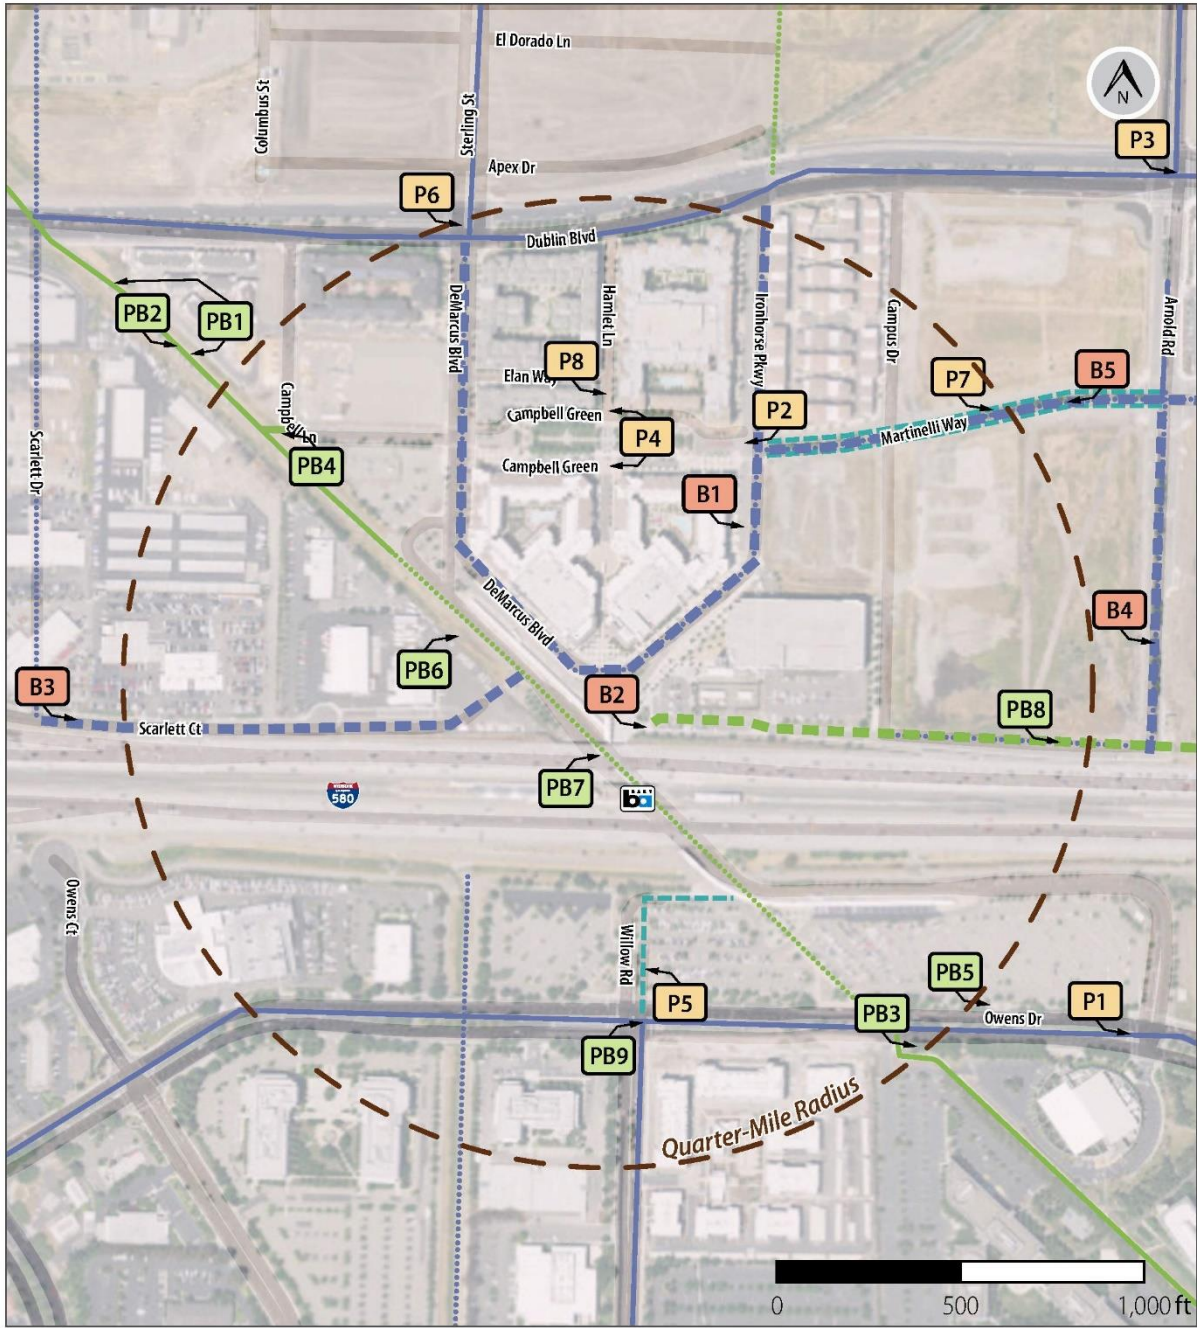 El Dorado Ln
Columbus St
Sterling St
N
P3
Apex Dr
P6
Dublin Blvd
PB2
PB1
DeMarcus Blvd
Hamlet Ln
Ironhorse Pkwy
Campus Dr
Arnold Rd
P8
Elan Way
P7
B5
Campbell Green
P2
Campbell Ln
P4
Martinelli Way
Scarlett Dr
PB4
Campbell Green
B1
DeMarcus Blvd
B4
PB6
B3
B2
PB8
Scarlett Ct
PB7
580
ba
Owens Ct
Willow Rd
P5
PB5
P1
PB3
Owens Dr
PB9
Quarter-Mile Radius
0 500 1,000 ft